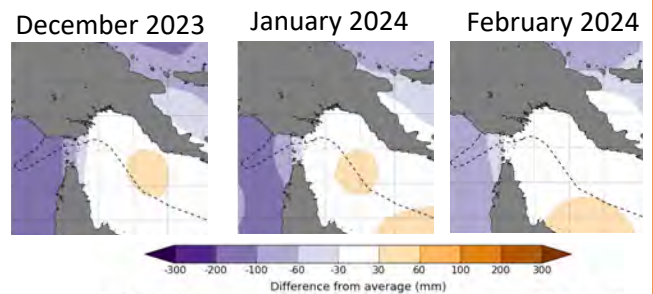 December 2023
January 2024
February 2024
-300 -200 -100 -60 -30 30 60 100 200 300
Difference from average (mm)